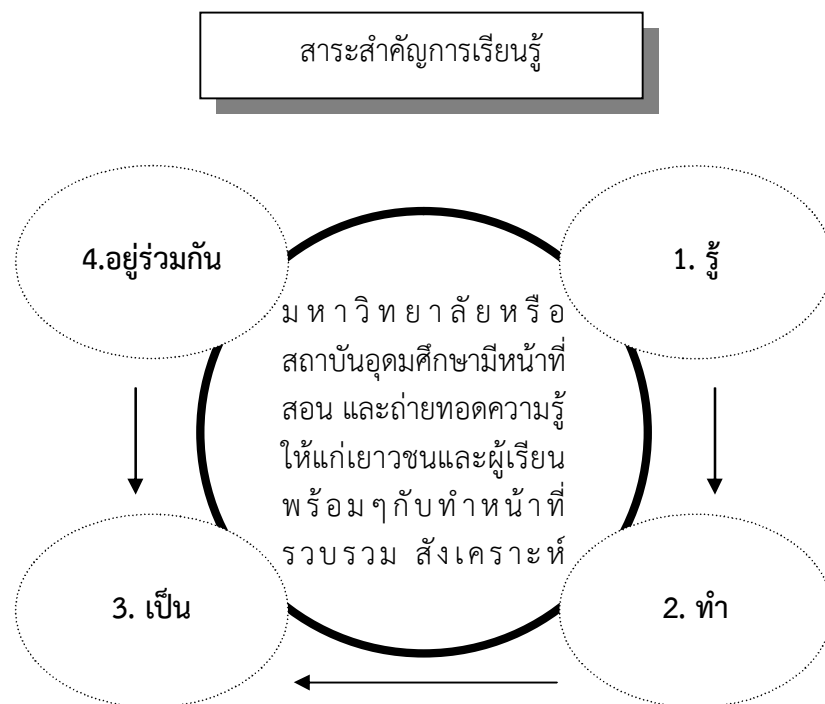 สาระสำคัญการเรียนรู้
4.อยู่ร่วมกัน
1. รู้
มหาวิทยาลัยหรือ
สถาบันอุดมศึกษามีหน้าที่
สอน และถ่ายทอดความรู้
ให้แก่เยาวชนและผู้เรียน
พร้อมๆกับทำหน้าที่
รวบรวม สังเคราะห์
3. เป็น
2. ทำ